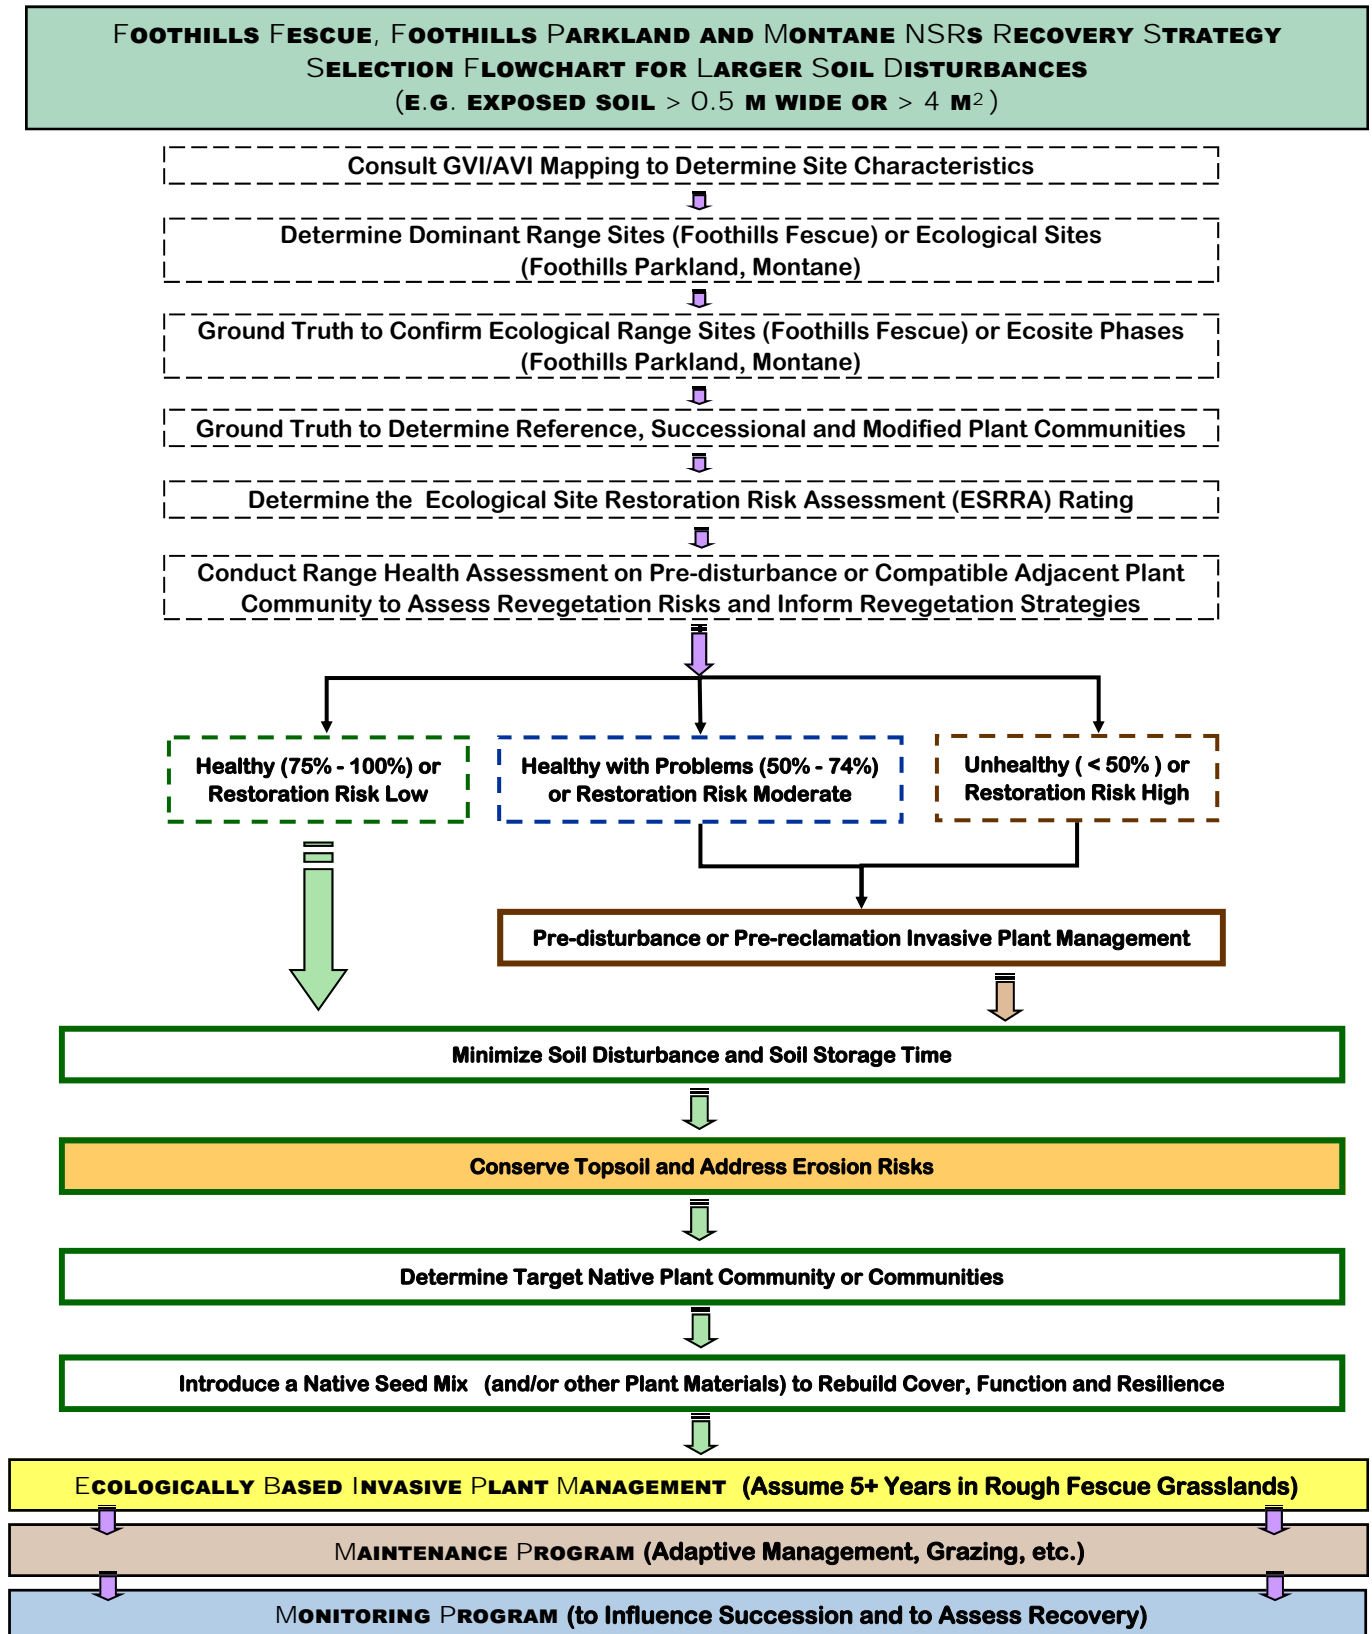 FOOTHILLS FESCUE, FOOTHILLS PARKLAND AND MONTANE NSRS RECOVERY STRATEGY
SELECTION FLOWCHART FOR LARGER SOIL DISTURBANCES
(E.G. EXPOSED SOIL > 0.5 M WIDE OR > 4 M²)
Consult GVI/AVI Mapping to Determine Site Characteristics
Determine Dominant Range Sites (Foothills Fescue) or Ecological Sites
(Foothills Parkland, Montane)
Ground Truth to Confirm Ecological Range Sites (Foothills Fescue) or Ecosite Phases
(Foothills Parkland, Montane)
Ground Truth to Determine Reference, Successional and Modified Plant Communities
Determine the Ecological Site Restoration Risk Assessment (ESRRA) Rating
Conduct Range Health Assessment on Pre-disturbance or Compatible Adjacent Plant
Community to Assess Revegetation Risks and Inform Revegetation Strategies
Healthy (75% - 100%) or
Restoration Risk Low
Healthy with Problems (50% - 74%)
or Restoration Risk Moderate
Unhealthy ( < 50% ) or
Restoration Risk High
Pre-disturbance or Pre-reclamation Invasive Plant Management
Minimize Soil Disturbance and Soil Storage Time
Conserve Topsoil and Address Erosion Risks
Determine Target Native Plant Community or Communities
Introduce a Native Seed Mix (and/or other Plant Materials) to Rebuild Cover, Function and Resilience
ECOLOGICALLY BASED INVASIVE PLANT MANAGEMENT (Assume 5+ Years in Rough Fescue Grasslands)
MAINTENANCE PROGRAM (Adaptive Management, Grazing, etc.)
MONITORING PROGRAM (to Influence Succession and to Assess Recovery)